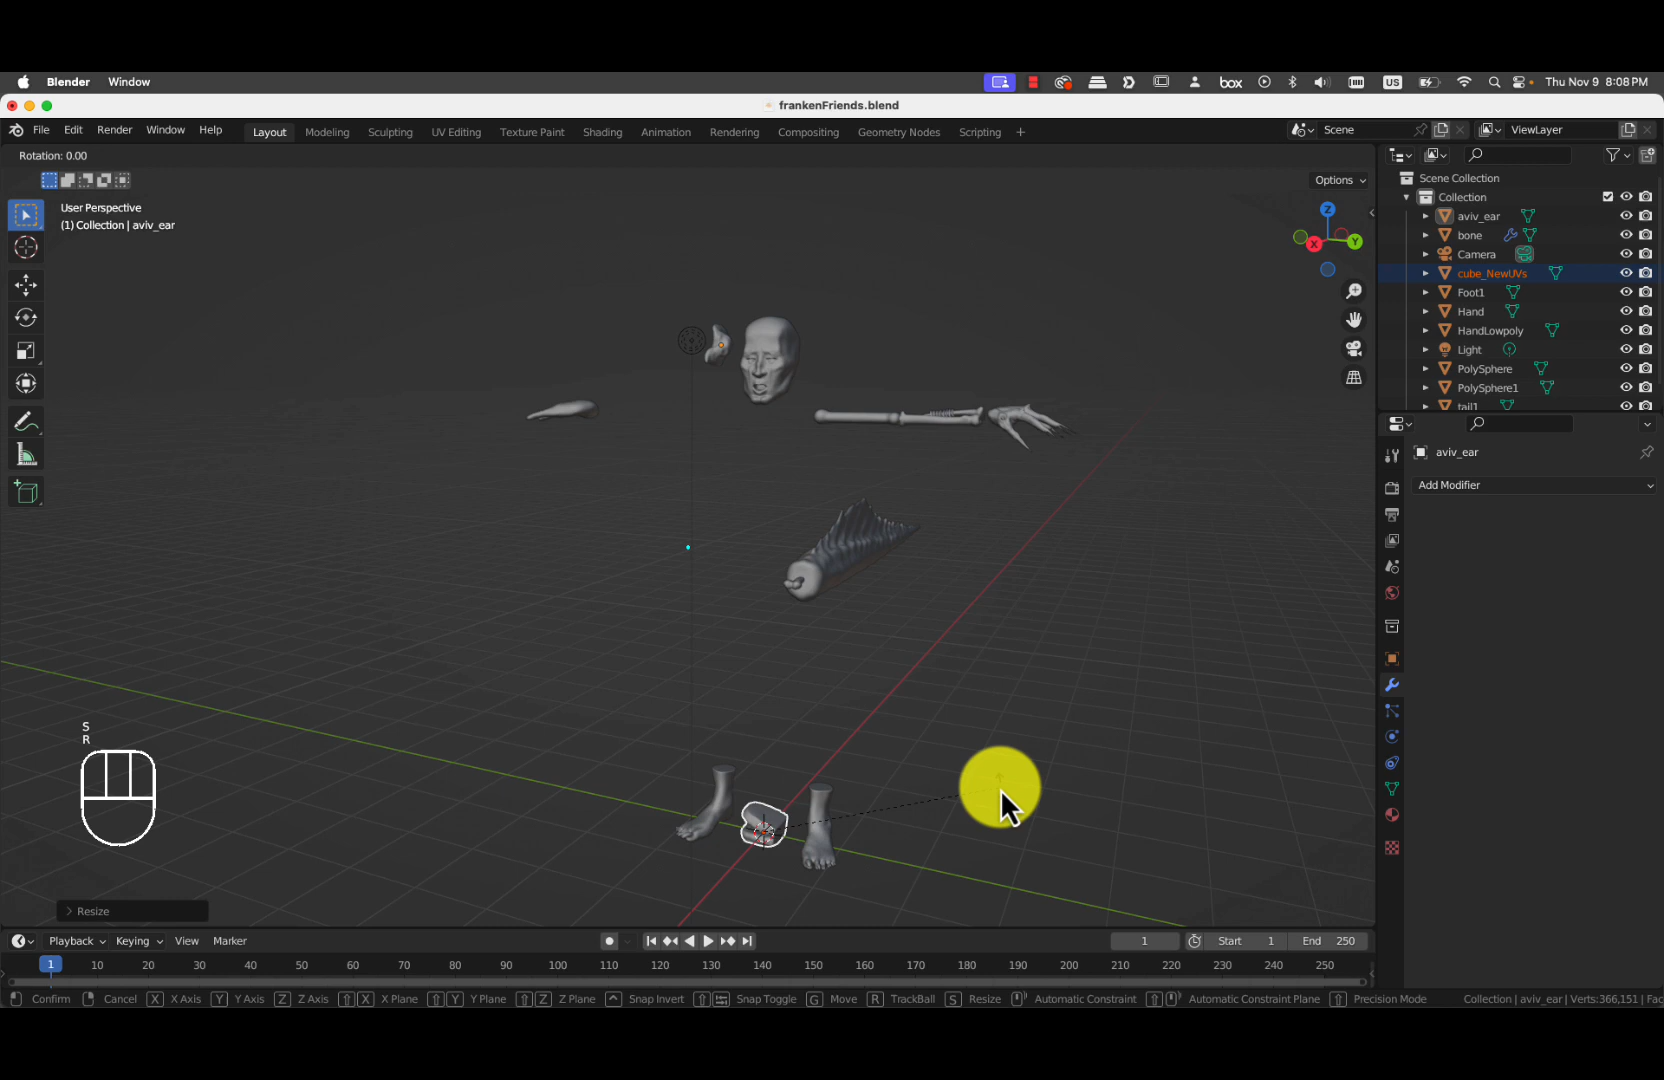 Blender Window box US Thu Nov 9 8:08 PM
frankenFriends.blend
File Edit Render Window Help Layout Modeling Sculpting UV Editing Texture Paint Shading Animation Rendering Compositing Geometry Nodes Scripting + Scene ViewLayer
Rotation: 0.00
Options
User Perspective
(1) Collection | aviv_ear
Z
X
Y
Scene Collection
Collection
aviv_ear
bone
Camera
cube_NewUVs
Foot1
Hand
HandLowpoly
Light
PolySphere
PolySphere1
tail1
aviv_ear
Add Modifier
S
R
> Resize
Playback Keying View Marker 1 Start 1 End 250
1 10 20 30 40 50 60 70 80 90 100 110 120 130 140 150 160 170 180 190 200 210 220 230 240 250
Confirm Cancel X X Axis Y Y Axis Z Z Axis X X Plane Y Y Plane Z Z Plane Snap Invert Snap Toggle G Move R TrackBall S Resize Automatic Constraint Automatic Constraint Plane Precision Mode Collection | aviv_ear | Verts:366,151 | Fac